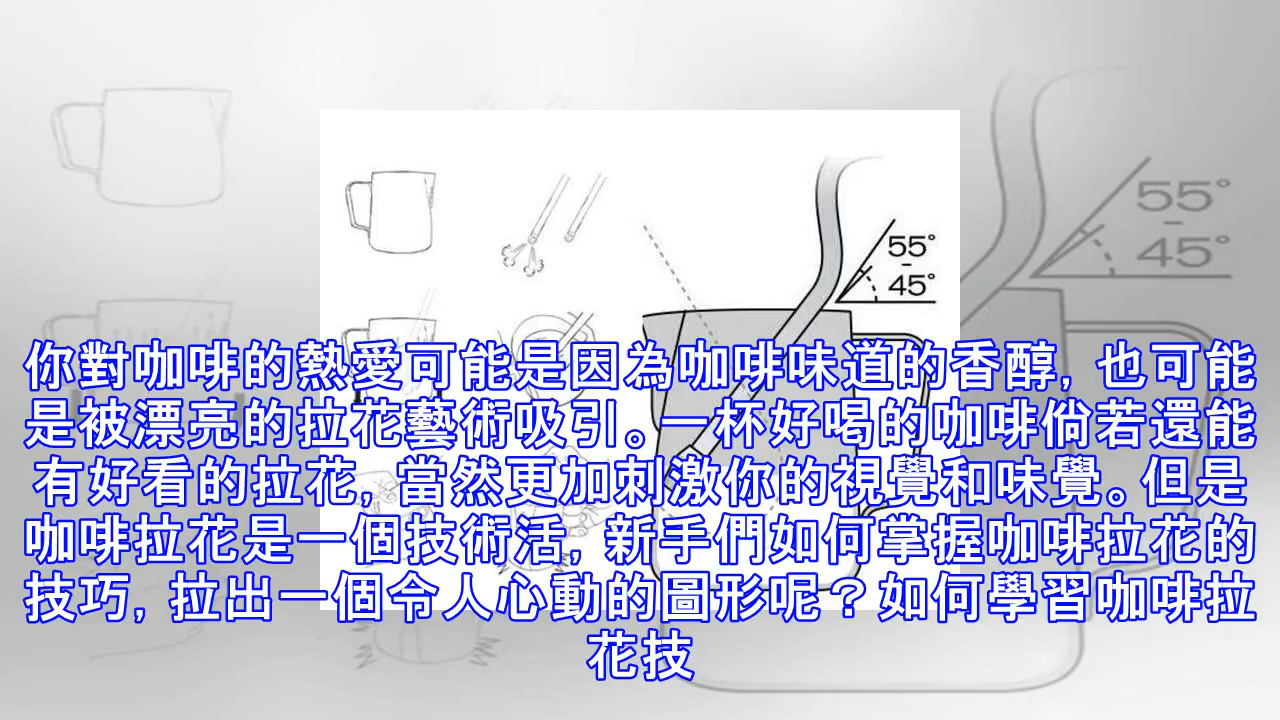 55°
-
45°
55°
-
45°
你對咖啡的熱愛可能是因為咖啡味道的香醇, 也可能
是被漂亮的拉花藝術吸引。一杯好喝的咖啡倘若還能
有好看的拉花, 當然更加刺激你的視覺和味覺。但是
咖啡拉花是一個技術活, 新手們如何掌握咖啡拉花的
技巧, 拉出一個令人心動的圖形呢？如何學習咖啡拉
花技